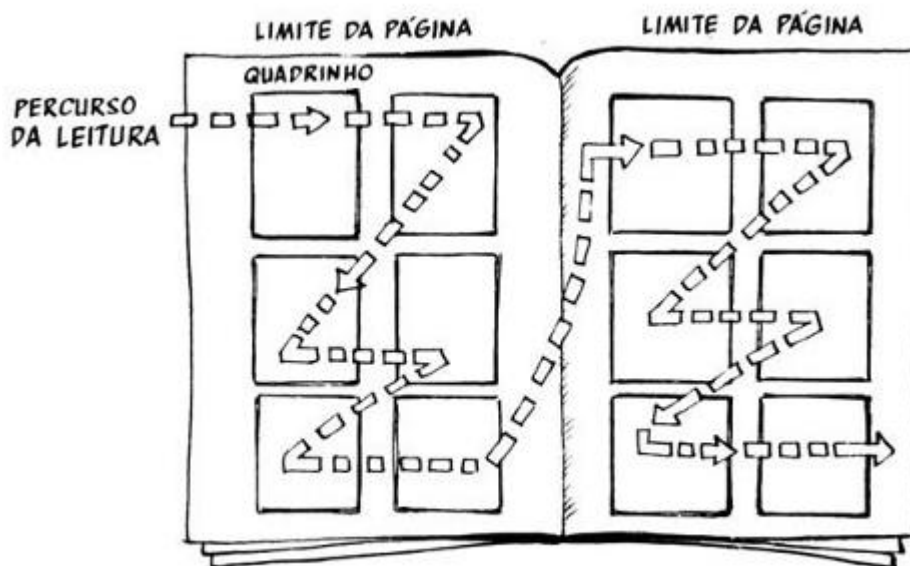 LIMITE DA PÁGINA
LIMITE DA PÁGINA
QUADRINHO
PERCURSO
DA LEITURA